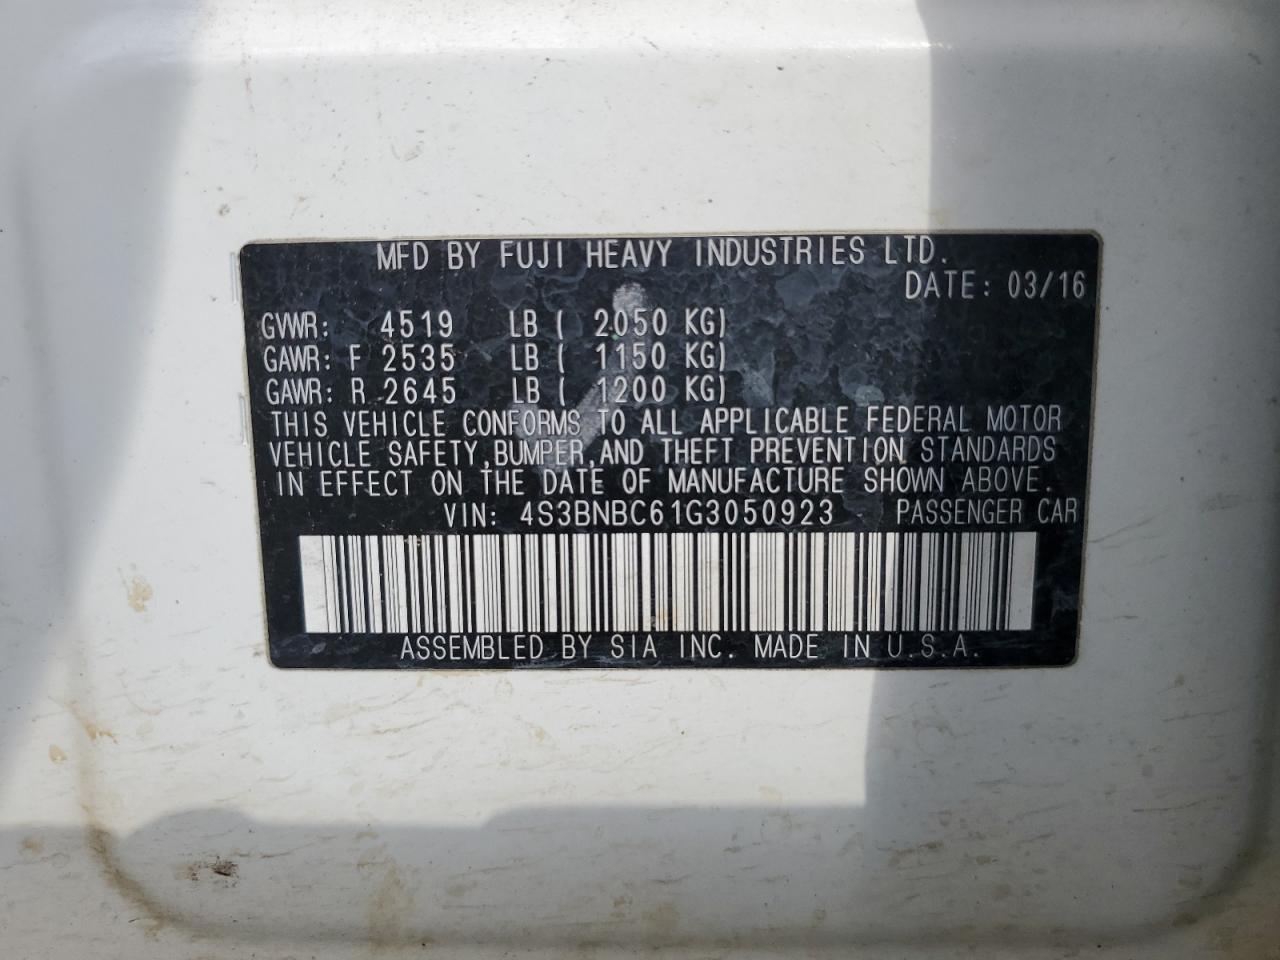 MFD BY FUJI HEAVY INDUSTRIES LTD.
DATE: 03/16
GVWR: 4519 LB ( 2050 KG)
GAWR: F 2535 LB ( 1150 KG)
GAWR: R 2645 LB ( 1200 KG)
THIS VEHICLE CONFORMS TO ALL APPLICABLE FEDERAL MOTOR
VEHICLE SAFETY, BUMPER, AND THEFT PREVENTION STANDARDS
IN EFFECT ON THE DATE OF MANUFACTURE SHOWN ABOVE.
VIN: 4S3BNBC61G3050923 PASSENGER CAR
ASSEMBLED BY SIA INC. MADE IN U.S.A.